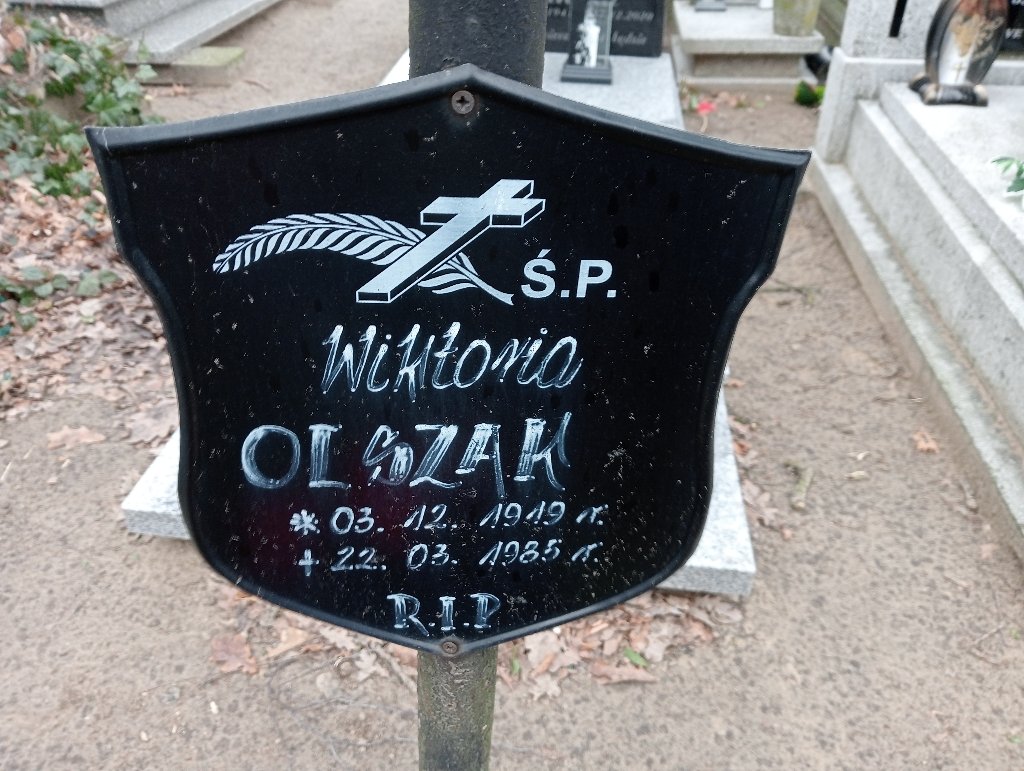 Ś.P.
Wiktoria
OLSZAK
* 03. 12. 1919 r.
+ 22. 03. 1985 r.
R.I.P